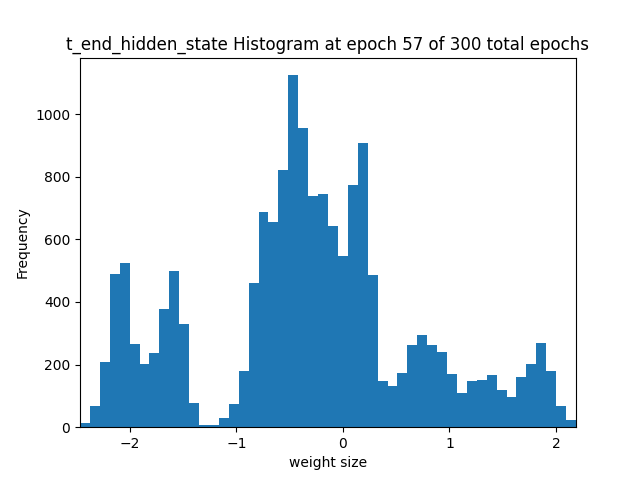 t_end_hidden_state Histogram at epoch 57 of 300 total epochs
1000
800
600
400
200
0
Frequency
−2 −1 0 1 2
weight size